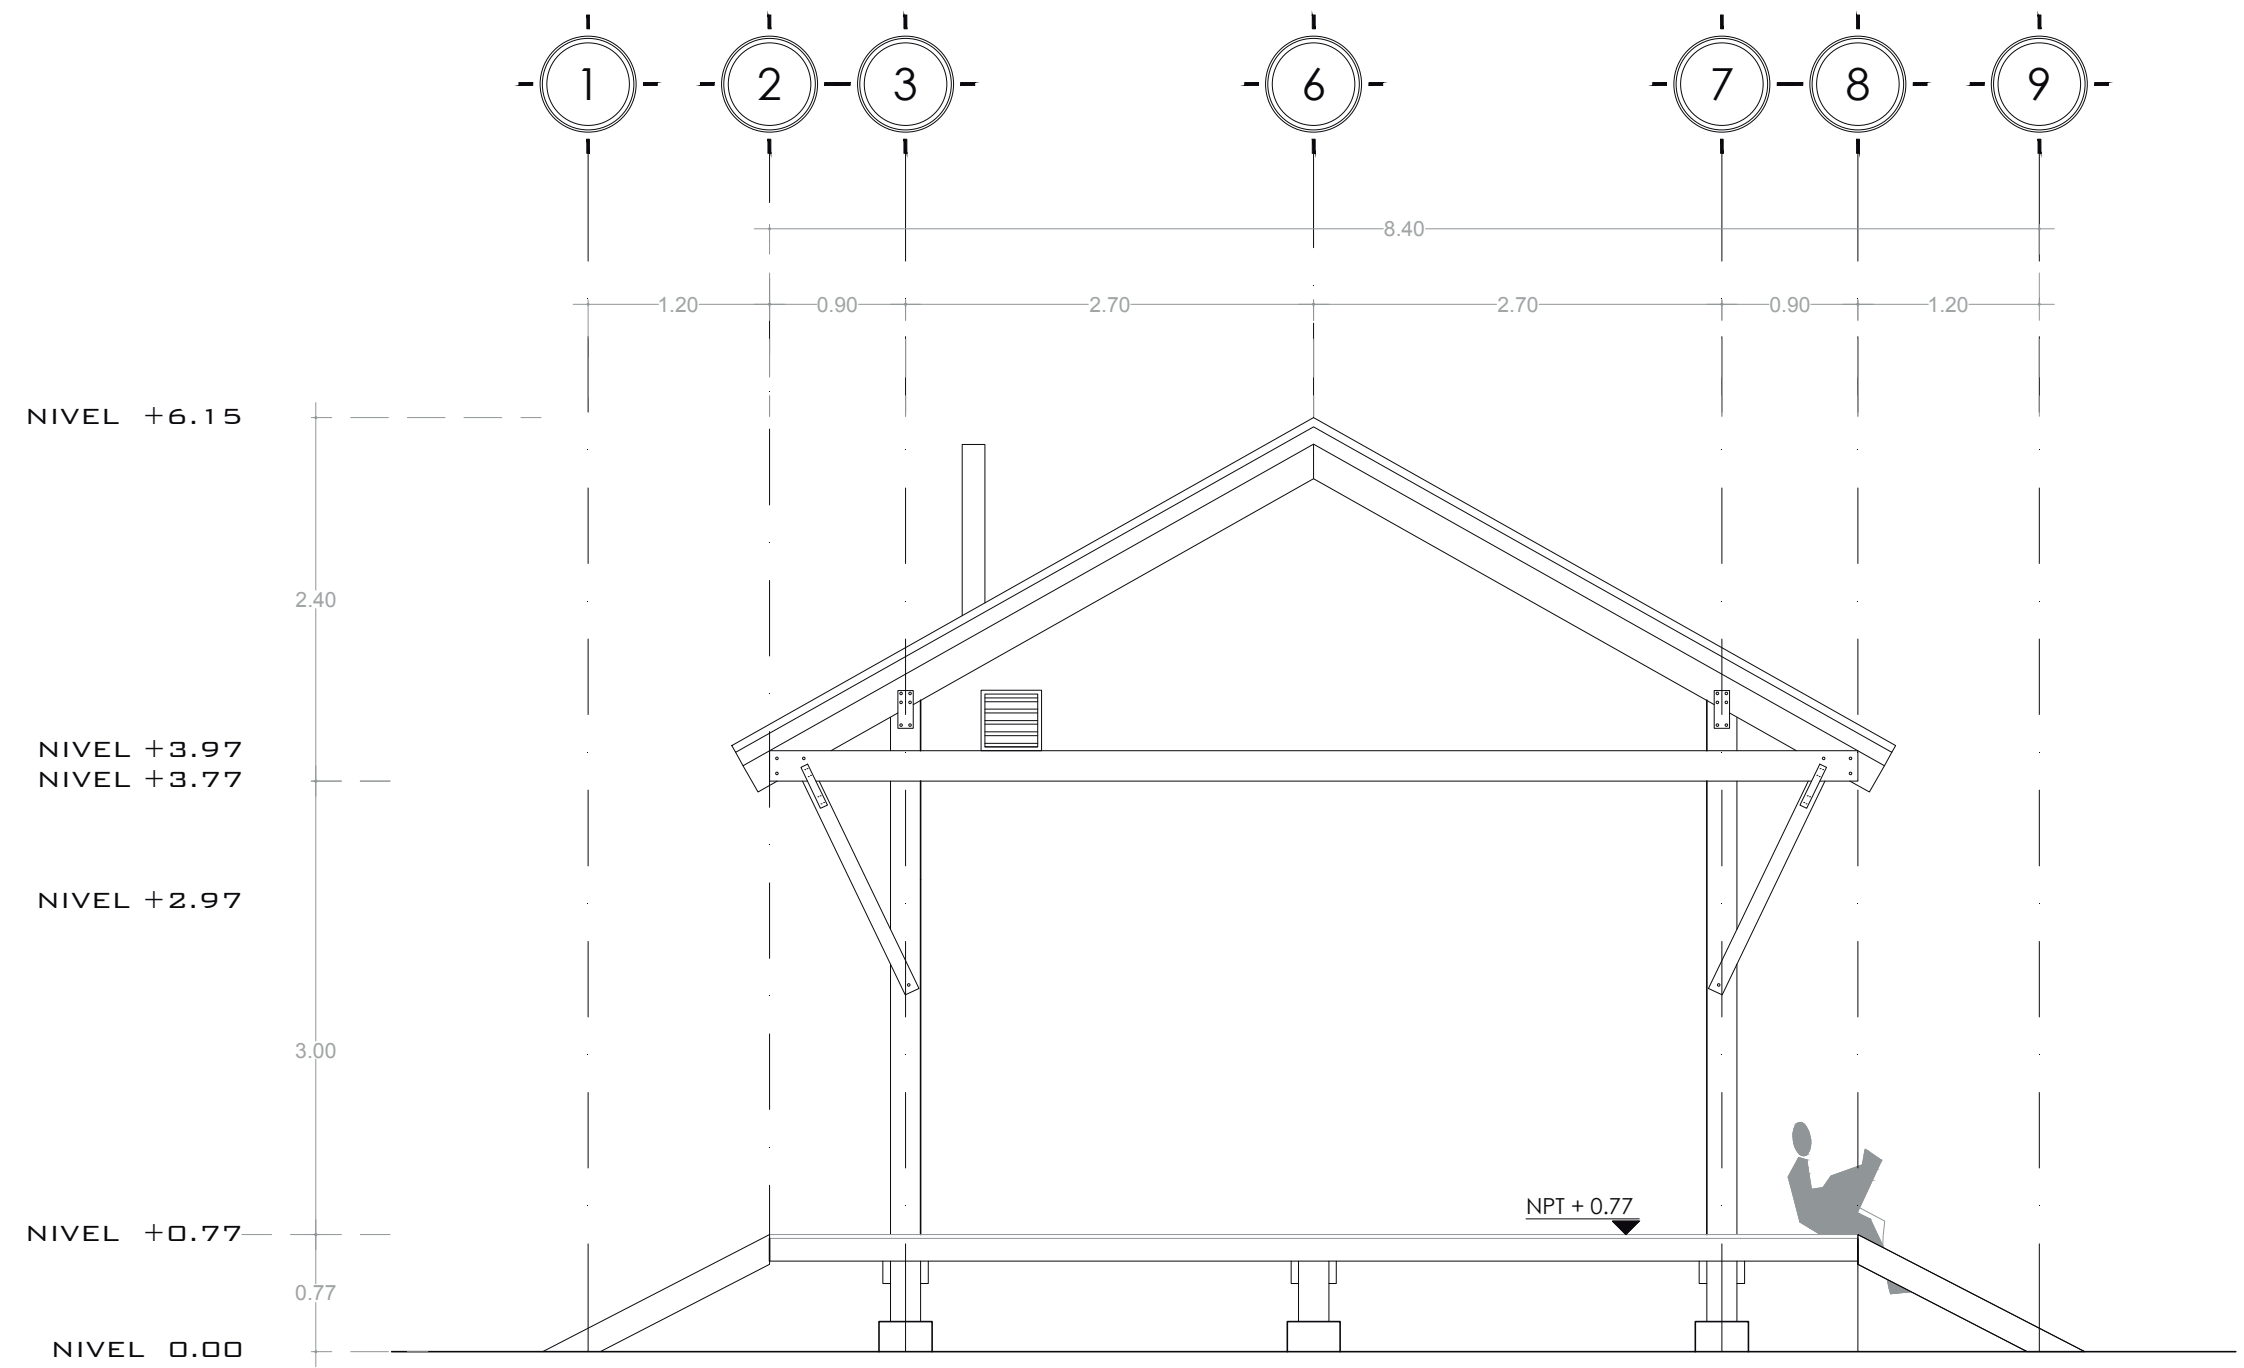 1 2 3 6 7 8 9
8.40
1.20 0.90 2.70 2.70 0.90 1.20
NIVEL +6.15
2.40
NIVEL +3.97
NIVEL +3.77
NIVEL +2.97
3.00
NPT + 0.77
NIVEL +0.77
0.77
NIVEL 0.00